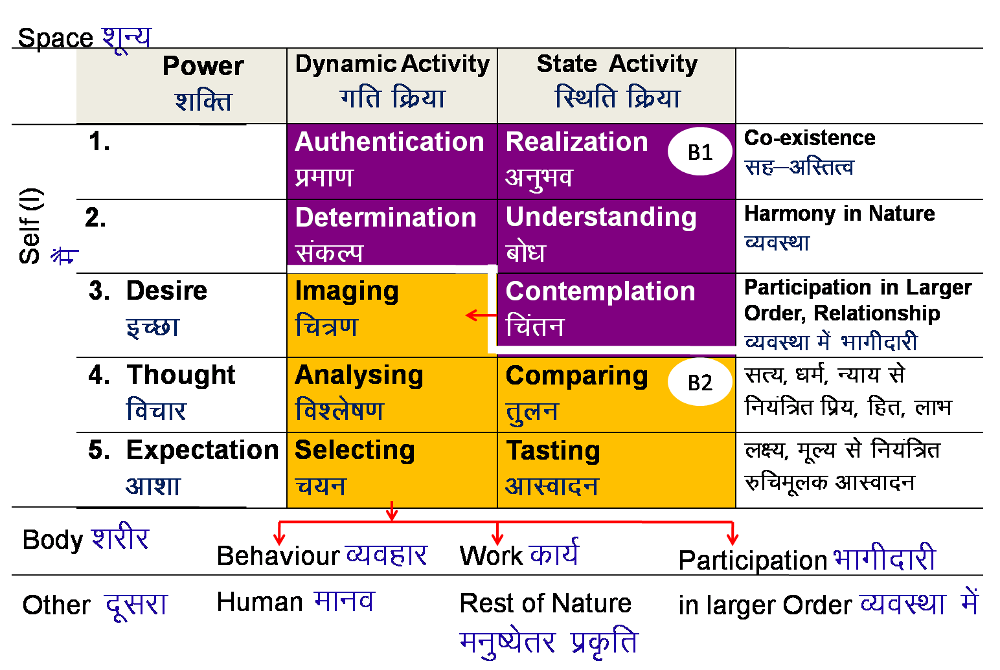 Space शून्य
Power
शक्ति
Dynamic Activity
गति क्रिया
State Activity
स्थिति क्रिया
Self (I)
मैं
1.
Authentication
प्रमाण
Realization
अनुभव
B1
Co-existence
सह–अस्तित्व
2.
Determination
संकल्प
Understanding
बोध
Harmony in Nature
व्यवस्था
3. Desire
इच्छा
Imaging
चित्रण
Contemplation
चिंतन
Participation in Larger
Order, Relationship
व्यवस्था में भागीदारी
4. Thought
विचार
Analysing
विश्लेषण
Comparing
तुलन
B2
सत्य, धर्म, न्याय से
नियंत्रित प्रिय, हित, लाभ
5. Expectation
आशा
Selecting
चयन
Tasting
आस्वादन
लक्ष्य, मूल्य से नियंत्रित
रुचिमूलक आस्वादन
Body शरीर
Behaviour व्यवहार
Work कार्य
Participation भागीदारी
Other दूसरा
Human मानव
Rest of Nature
मनुष्येतर प्रकृति
in larger Order व्यवस्था में